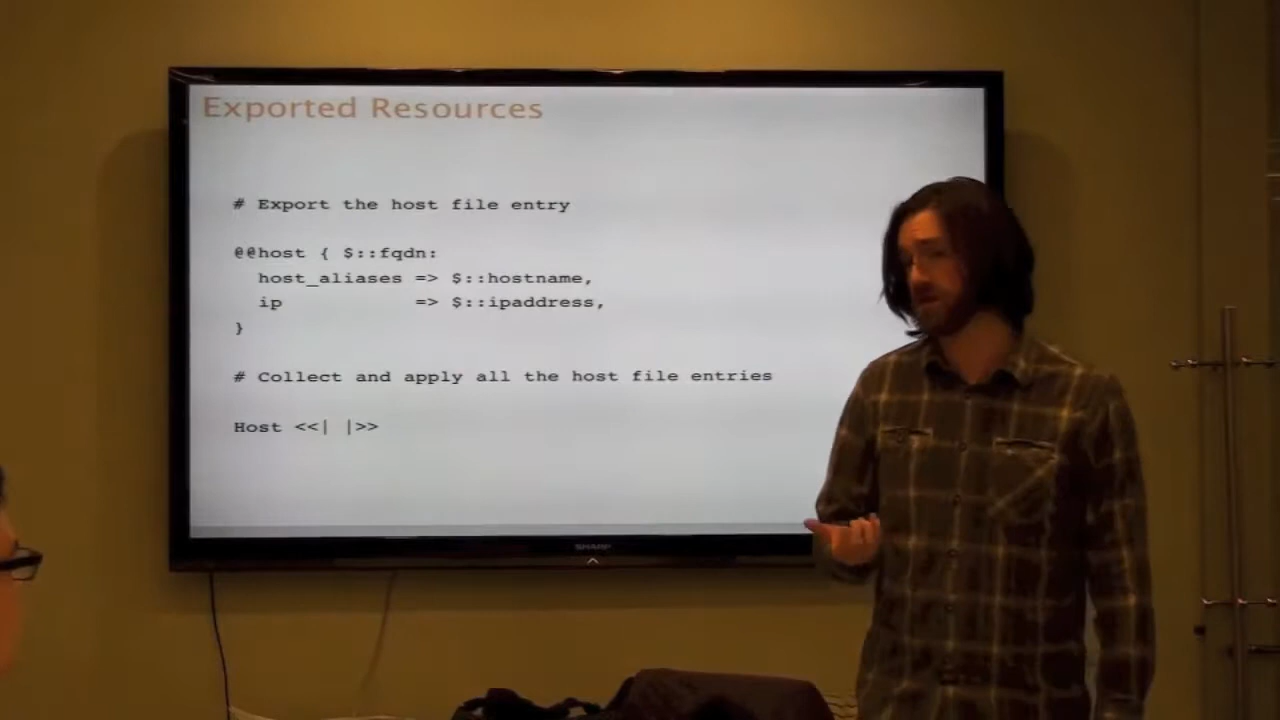 Exported Resources
# Export the host file entry
@@host { $::fqdn:
host_aliases => $::hostname,
ip => $::ipaddress,
}
# Collect and apply all the host file entries
Host <<| |>>
SHARP